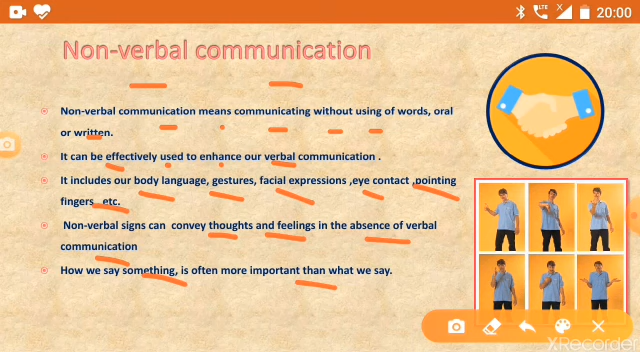 LTE
X
20:00
Non-verbal communication
Non-verbal communication means communicating without using of words, oral
or written.
It can be effectively used to enhance our verbal communication .
It includes our body language, gestures, facial expressions ,eye contact ,pointing
fingers etc.
Non-verbal signs can convey thoughts and feelings in the absence of verbal
communication
How we say something, is often more important than what we say.
XRecorder